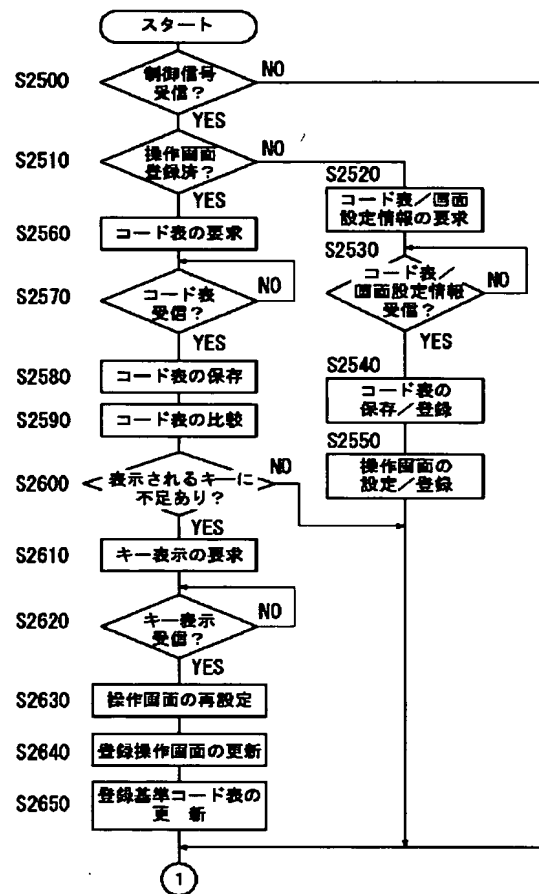 スタート
S2500
制御信号
受信?
NO
YES
S2510
操作画面
登録済?
NO
YES
S2520
コード表/画面
設定情報の要求
S2530
コード表/
画面設定情報
受信?
NO
YES
S2540
コード表の
保存/登録
S2550
操作画面の
設定/登録
S2560
コード表の要求
S2570
コード表
受信?
NO
YES
S2580
コード表の保存
S2590
コード表の比較
S2600
表示されるキーに
不足あり?
NO
YES
S2610
キー表示の要求
S2620
キー表示
受信?
NO
YES
S2630
操作画面の再設定
S2640
登録操作画面の更新
S2650
登録基準コード表の
更 新
1